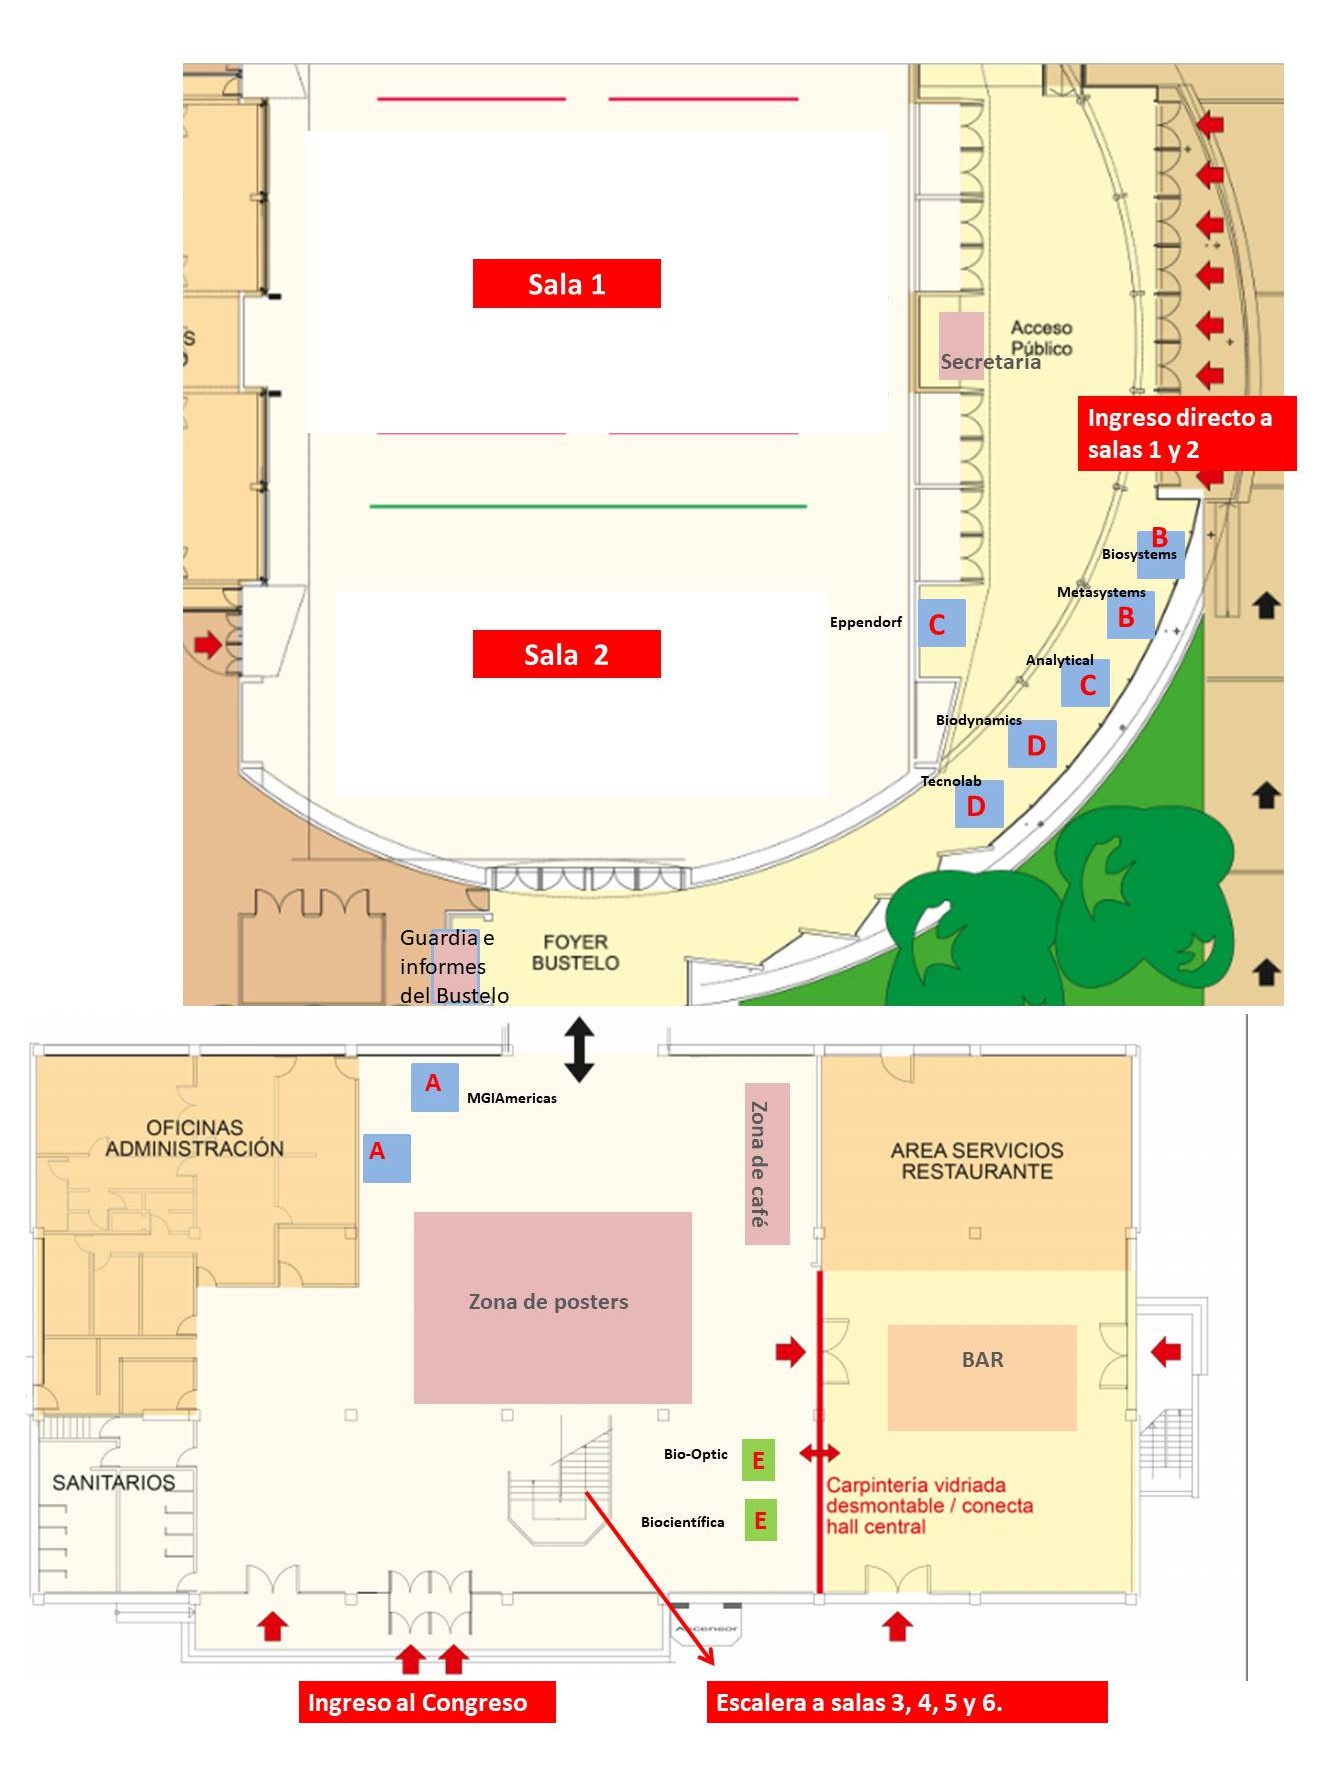 Sala 1
S
Acceso
Público
Secretaría
Ingreso directo a
salas 1 y 2
B
Biosystems
Metasystems
B
Eppendorf
C
Sala 2
Analytical
C
Biodynamics
D
Tecnolab
D
Guardia e
informes
del Bustelo
FOYER
BUSTELO
A
MGIAmericas
A
OFICINAS
ADMINISTRACIÓN
Zona de café
AREA SERVICIOS
RESTAURANTE
Zona de posters
BAR
Bio-Optic
E
SANITARIOS
Carpintería vidriada
desmontable / conecta
hall central
Biocientífica
E
Ascensor
Ingreso al Congreso
Escalera a salas 3, 4, 5 y 6.